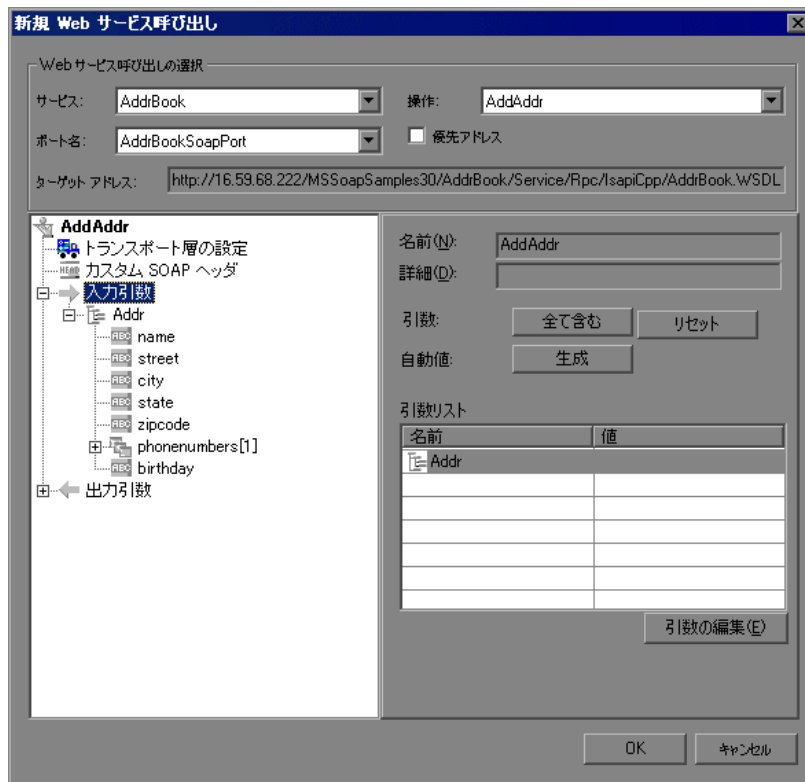 新規 Web サービス呼び出し
Webサービス呼び出しの選択
サービス: AddrBook 操作: AddAddr
ポート名: AddrBookSoapPort 優先アドレス
ターゲット アドレス: http://16.59.68.222/MSSoapSamples30/AddrBook/Service/Rpc/IsapiCpp/AddrBook.WSDL
AddAddr
トランスポート層の設定
HEAD カスタム SOAP ヘッダ
入力引数
Addr
ABC name
ABC street
ABC city
ABC state
ABC zipcode
phonenumbers[1]
ABC birthday
出力引数
名前(N): AddAddr
詳細(D):
引数: 全て含む リセット
自動値: 生成
引数リスト
名前 値
Addr
引数の編集(E)
OK キャンセル